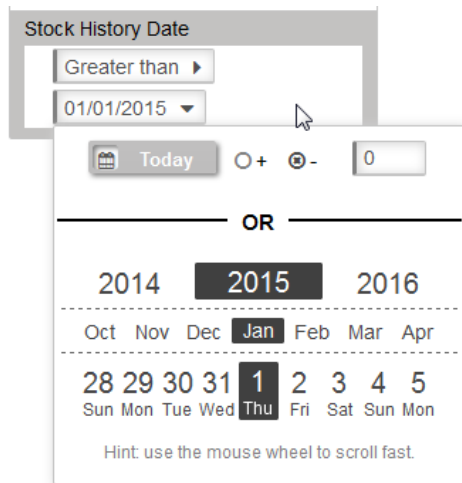 Stock History Date
Greater than
01/01/2015
Today + - 0
OR
2014 2015 2016
Oct Nov Dec Jan Feb Mar Apr
28 29 30 31 1 2 3 4 5
Sun Mon Tue Wed Thu Fri Sat Sun Mon
Hint: use the mouse wheel to scroll fast.